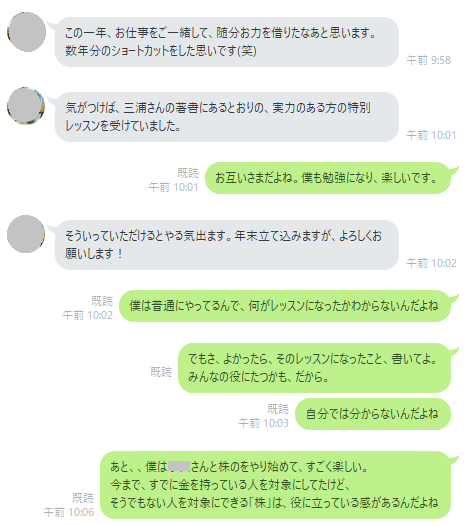 この一年、お仕事をご一緒して、随分お力を借りたなあと思います。
数年分のショートカットをした思いです(笑)
午前 9:58
気がつけば、三浦さんの著書にあるとおりの、実力のある方の特別
レッスンを受けていました。
午前 10:01
既読
午前 10:01
お互いさまだよね。僕も勉強になり、楽しいです。
そういっていただけるとやる気出ます。年末立て込みますが、よろしくお
願いします！
午前 10:02
既読
午前 10:02
僕は普通にやってるんで、何がレッスンになったかわからないんだよね
でもさ、よかったら、そのレッスンになったこと、書いてよ。
みんなの役にたつかも、だから。
既読
既読
午前 10:03
自分では分からないんだよね
あと、、僕は
さんと株のをやり始めて、すごく楽しい。
今まで、すでに金を持っている人を対象にしてたけど、
そうでもない人を対象にできる「株」は、役に立っている感があるんだよね
既読
午前 10:06